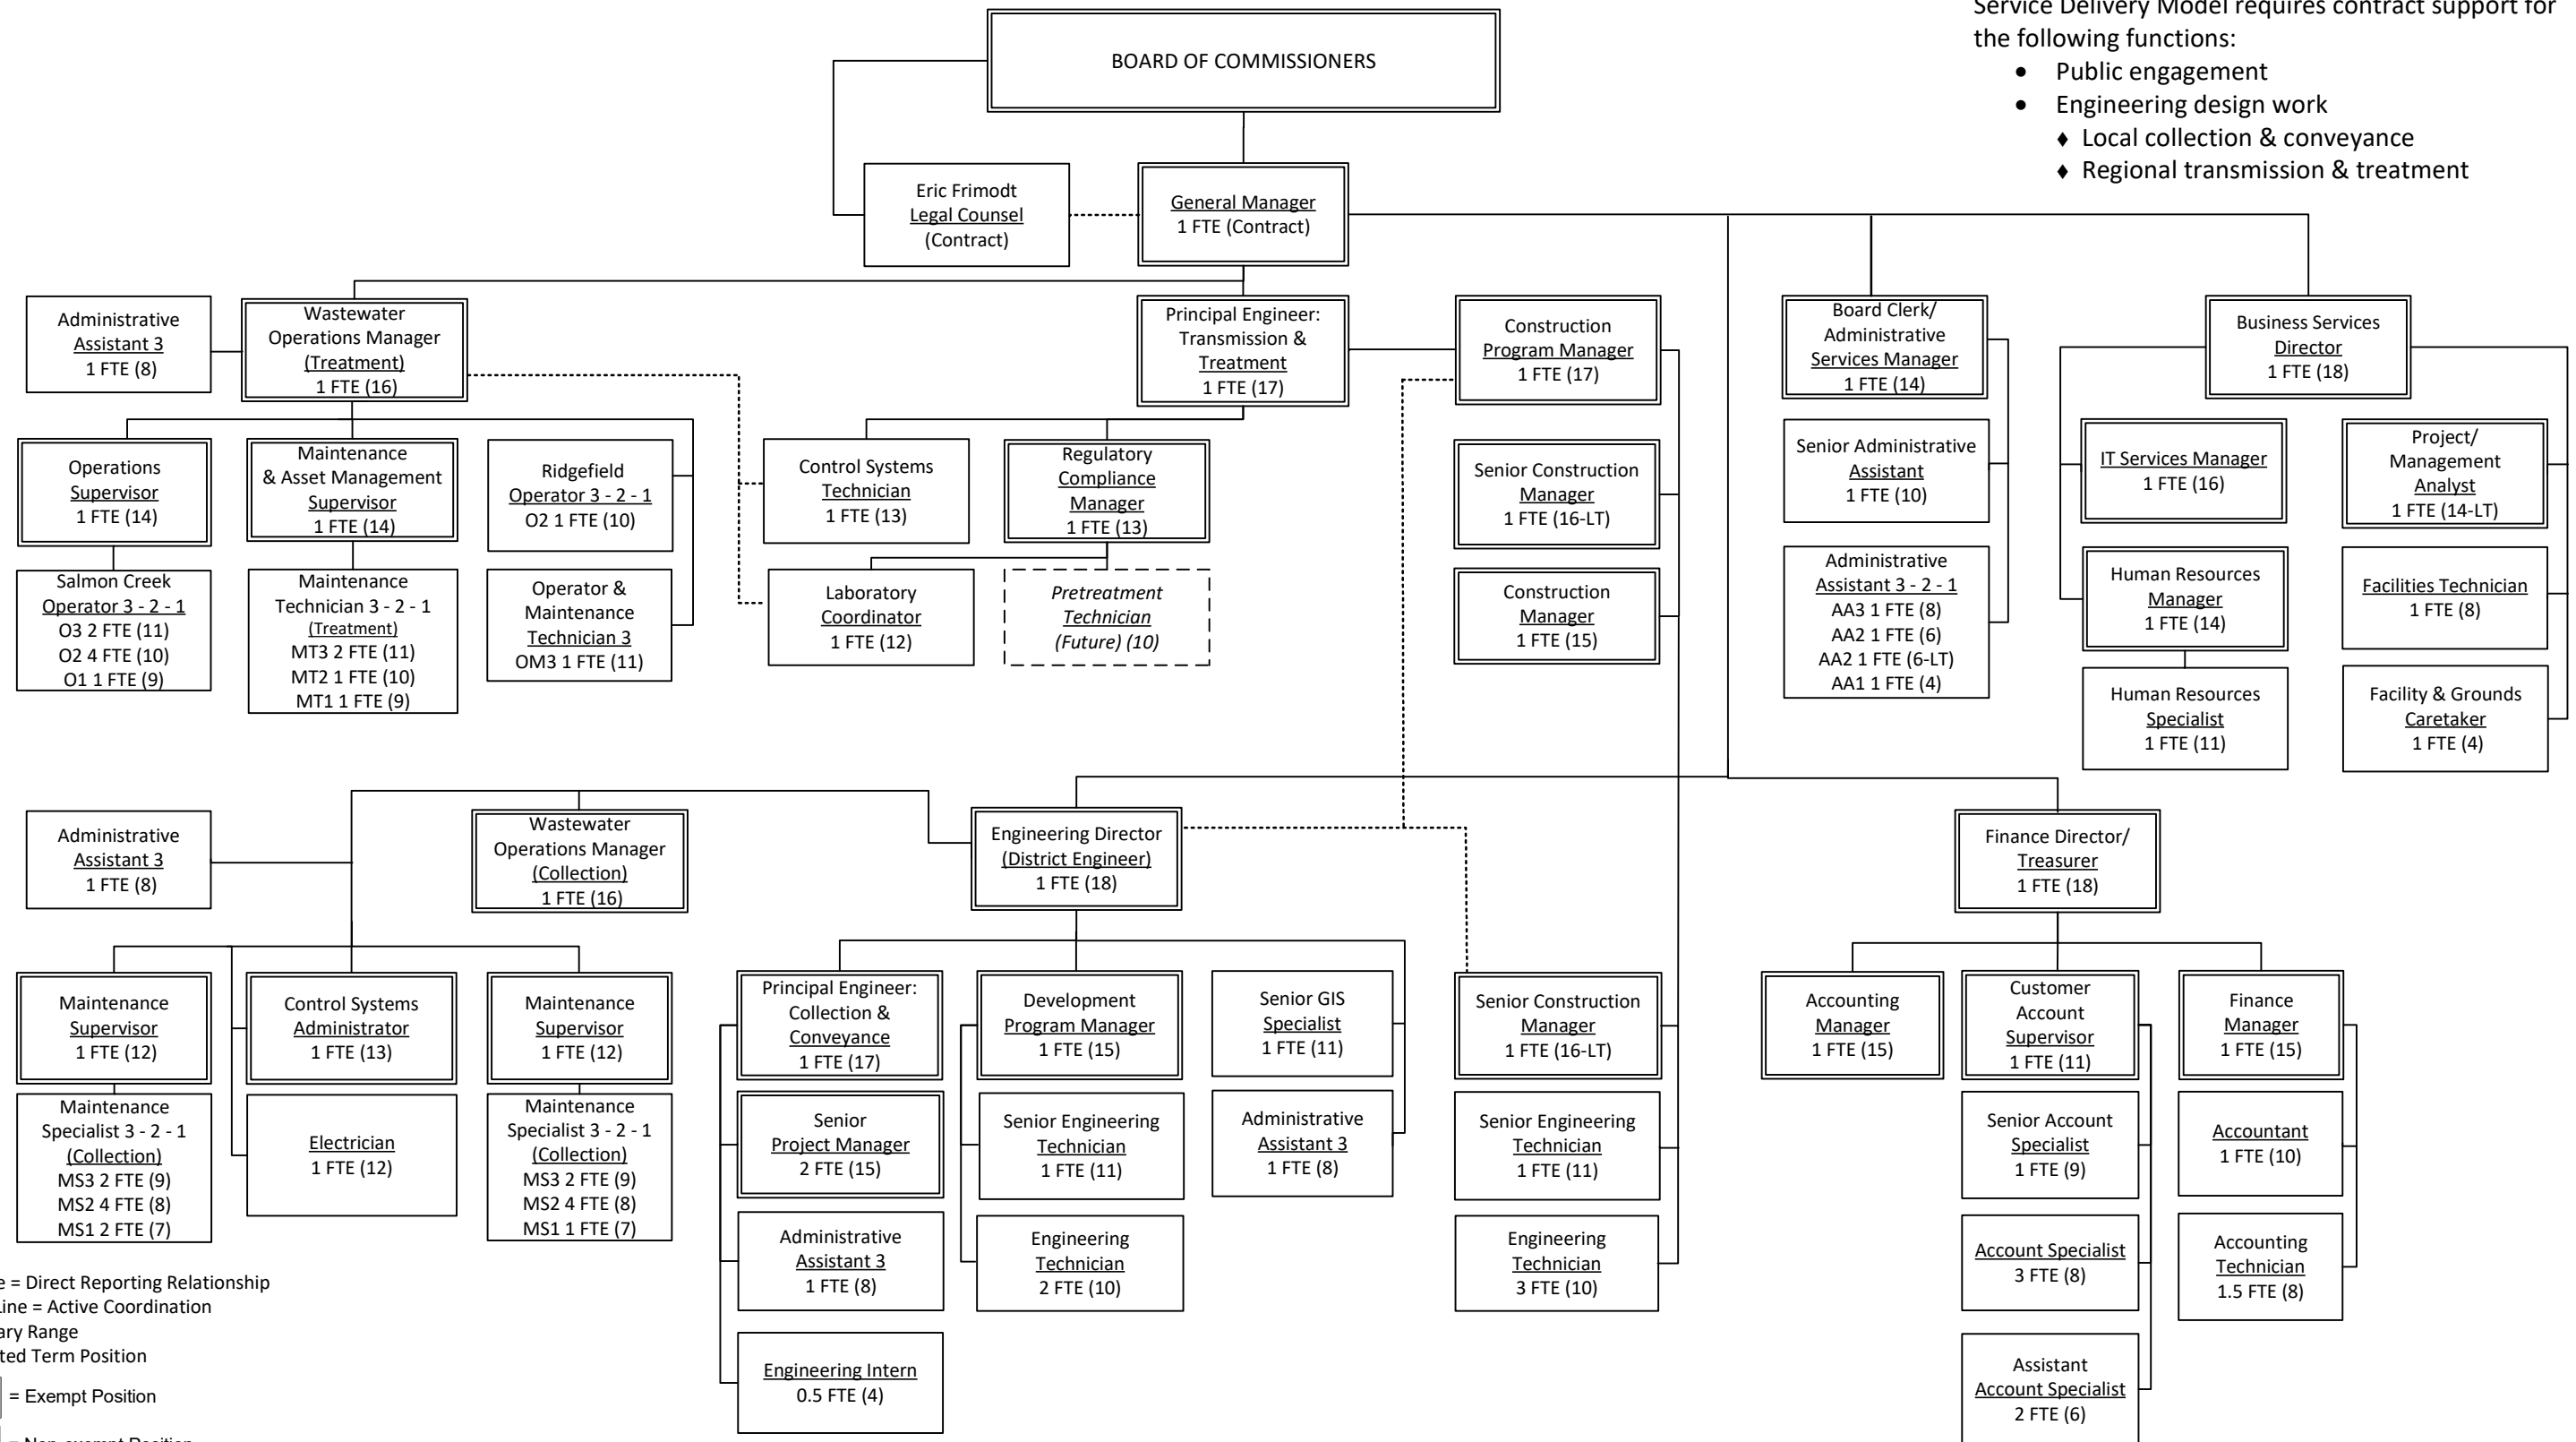 Service Delivery Model requires contract support for
the following functions:
• Public engagement
• Engineering design work
♦ Local collection & conveyance
♦ Regional transmission & treatment
BOARD OF COMMISSIONERS
Eric Frimodt
Legal Counsel
(Contract)
General Manager
1 FTE (Contract)
Administrative
Assistant 3
1 FTE (8)
Wastewater
Operations Manager
(Treatment)
1 FTE (16)
Principal Engineer:
Transmission &
Treatment
1 FTE (17)
Construction
Program Manager
1 FTE (17)
Board Clerk/
Administrative
Services Manager
1 FTE (14)
Business Services
Director
1 FTE (18)
Operations
Supervisor
1 FTE (14)
Maintenance
& Asset Management
Supervisor
1 FTE (14)
Ridgefield
Operator 3 - 2 - 1
O2 1 FTE (10)
Control Systems
Technician
1 FTE (13)
Regulatory
Compliance
Manager
1 FTE (13)
Senior Construction
Manager
1 FTE (16-LT)
Senior Administrative
Assistant
1 FTE (10)
IT Services Manager
1 FTE (16)
Project/
Management
Analyst
1 FTE (14-LT)
Salmon Creek
Operator 3 - 2 - 1
O3 2 FTE (11)
O2 4 FTE (10)
O1 1 FTE (9)
Maintenance
Technician 3 - 2 - 1
(Treatment)
MT3 2 FTE (11)
MT2 1 FTE (10)
MT1 1 FTE (9)
Operator &
Maintenance
Technician 3
OM3 1 FTE (11)
Laboratory
Coordinator
1 FTE (12)
Pretreatment
Technician
(Future) (10)
Construction
Manager
1 FTE (15)
Administrative
Assistant 3 - 2 - 1
AA3 1 FTE (8)
AA2 1 FTE (6)
AA2 1 FTE (6-LT)
AA1 1 FTE (4)
Human Resources
Manager
1 FTE (14)
Facilities Technician
1 FTE (8)
Human Resources
Specialist
1 FTE (11)
Facility & Grounds
Caretaker
1 FTE (4)
Administrative
Assistant 3
1 FTE (8)
Wastewater
Operations Manager
(Collection)
1 FTE (16)
Engineering Director
(District Engineer)
1 FTE (18)
Finance Director/
Treasurer
1 FTE (18)
Maintenance
Supervisor
1 FTE (12)
Control Systems
Administrator
1 FTE (13)
Maintenance
Supervisor
1 FTE (12)
Principal Engineer:
Collection &
Conveyance
1 FTE (17)
Development
Program Manager
1 FTE (15)
Senior GIS
Specialist
1 FTE (11)
Senior Construction
Manager
1 FTE (16-LT)
Accounting
Manager
1 FTE (15)
Customer
Account
Supervisor
1 FTE (11)
Finance
Manager
1 FTE (15)
Maintenance
Specialist 3 - 2 - 1
(Collection)
MS3 2 FTE (9)
MS2 4 FTE (8)
MS1 2 FTE (7)
Electrician
1 FTE (12)
Maintenance
Specialist 3 - 2 - 1
(Collection)
MS3 2 FTE (9)
MS2 4 FTE (8)
MS1 1 FTE (7)
Senior
Project Manager
2 FTE (15)
Senior Engineering
Technician
1 FTE (11)
Administrative
Assistant 3
1 FTE (8)
Senior Engineering
Technician
1 FTE (11)
Senior Account
Specialist
1 FTE (9)
Accountant
1 FTE (10)
Administrative
Assistant 3
1 FTE (8)
Engineering
Technician
2 FTE (10)
Engineering
Technician
3 FTE (10)
Account Specialist
3 FTE (8)
Accounting
Technician
1.5 FTE (8)
Engineering Intern
0.5 FTE (4)
Assistant
Account Specialist
2 FTE (6)
= Direct Reporting Relationship
Line = Active Coordination
Range
Term Position
= Exempt Position
= Non-exempt Position